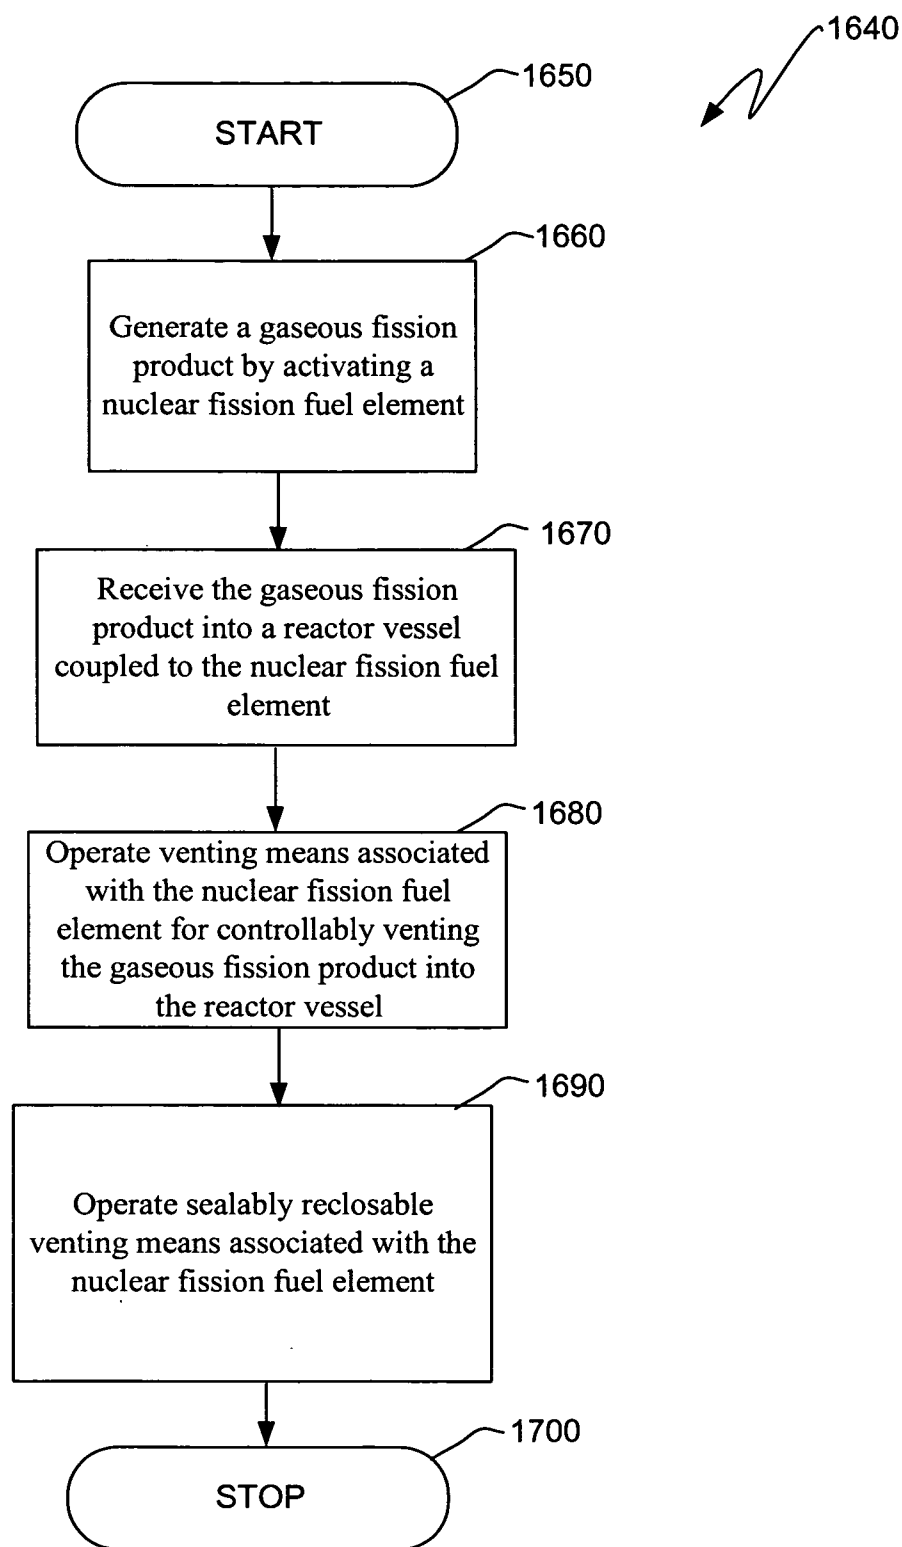 1640
1650
START
1660
Generate a gaseous fission
product by activating a
nuclear fission fuel element
1670
Receive the gaseous fission
product into a reactor vessel
coupled to the nuclear fission fuel
element
1680
Operate venting means associated
with the nuclear fission fuel
element for controllably venting
the gaseous fission product into
the reactor vessel
1690
Operate sealably reclosable
venting means associated with the
nuclear fission fuel element
1700
STOP